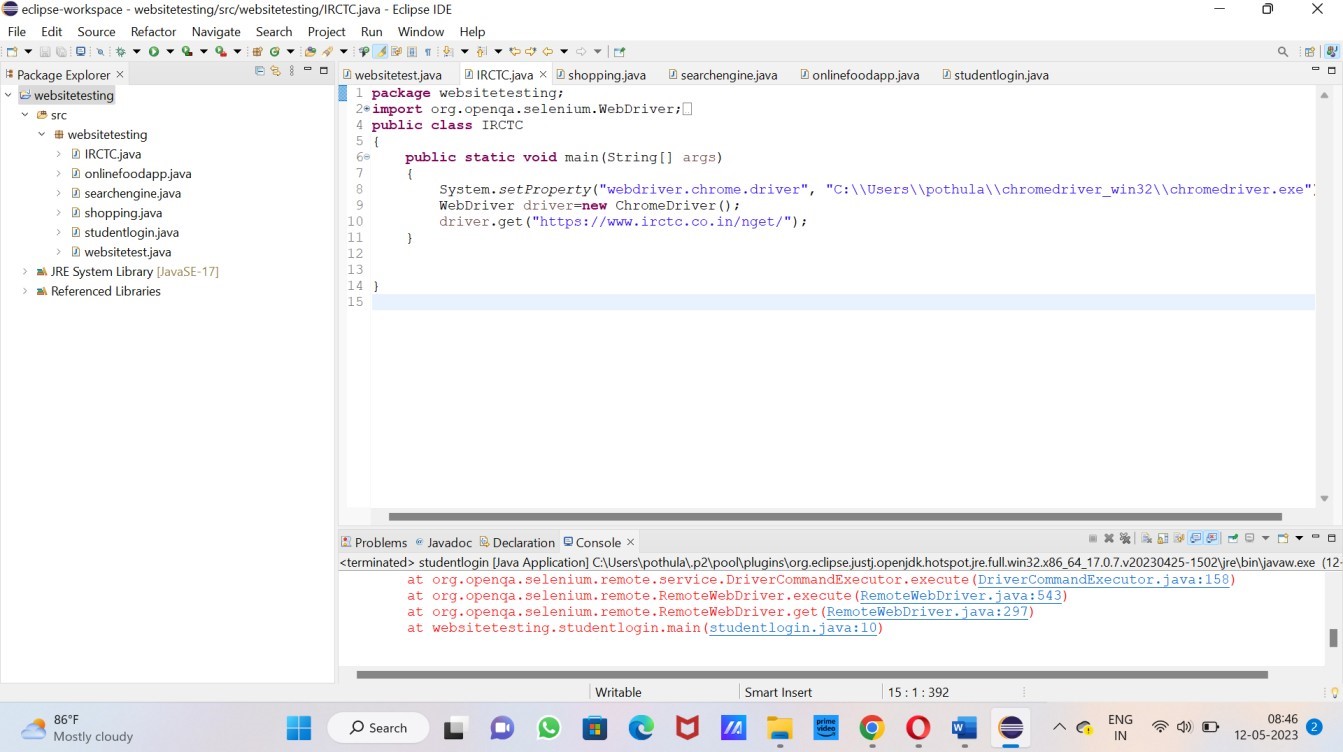 eclipse-workspace - websitetesting/src/websitetesting/IRCTC.java - Eclipse IDE
File Edit Source Refactor Navigate Search Project Run Window Help
Package Explorer
websitetesting
src
websitetesting
IRCTC.java
onlinefoodapp.java
searchengine.java
shopping.java
studentlogin.java
websitetest.java
JRE System Library [JavaSE-17]
Referenced Libraries
websitetest.java IRCTC.java shopping.java searchengine.java onlinefoodapp.java studentlogin.java
1 package websitetesting;
2 import org.openqa.selenium.WebDriver;
4 public class IRCTC
5 {
6 public static void main(String[] args)
7 {
8 System.setProperty("webdriver.chrome.driver", "C:\\Users\\pothula\\chromedriver_win32\\chromedriver.exe")
9 WebDriver driver=new ChromeDriver();
10 driver.get("https://www.irctc.co.in/nget/");
11 }
12
13
14 }
15
Problems Javadoc Declaration Console
<terminated> studentlogin [Java Application] C:\Users\pothula\.p2\pool\plugins\org.eclipse.justj.openjdk.hotspot.jre.full.win32.x86_64_17.0.7.v20230425-1502\jre\bin\javaw.exe (12-
at org.openqa.selenium.remote.service.DriverCommandExecutor.execute(DriverCommandExecutor.java:158)
at org.openqa.selenium.remote.RemoteWebDriver.execute(RemoteWebDriver.java:543)
at org.openqa.selenium.remote.RemoteWebDriver.get(RemoteWebDriver.java:297)
at websitetesting.studentlogin.main(studentlogin.java:10)
Writable Smart Insert 15 : 1 : 392
86°F
Mostly cloudy
Search
prime video
ENG
IN
08:46
12-05-2023
2